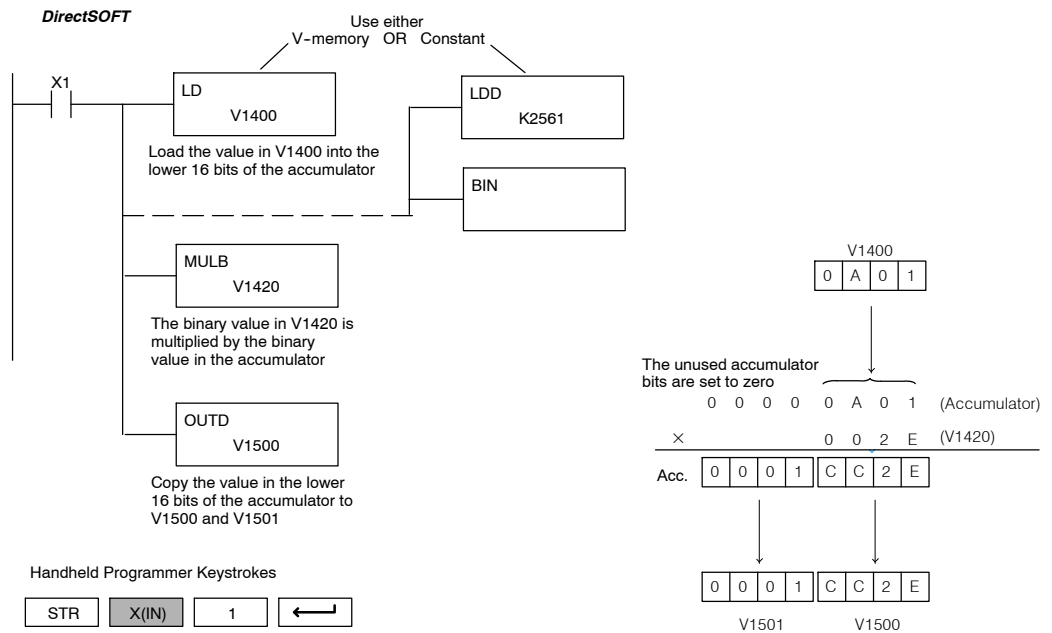 DirectSOFT
Use either
V-memory OR Constant
X1
LD
V1400
Load the value in V1400 into the
lower 16 bits of the accumulator
LDD
K2561
BIN
MULB
V1420
The binary value in V1420 is
multiplied by the binary
value in the accumulator
OUTD
V1500
Copy the value in the lower
16 bits of the accumulator to
V1500 and V1501
Handheld Programmer Keystrokes
STR X(IN) 1
V1400
0 A 0 1
The unused accumulator
bits are set to zero
0 0 0 0 0 A 0 1 (Accumulator)
× 0 0 2 E (V1420)
Acc. 0 0 0 1 C C 2 E
0 0 0 1 C C 2 E
V1501 V1500